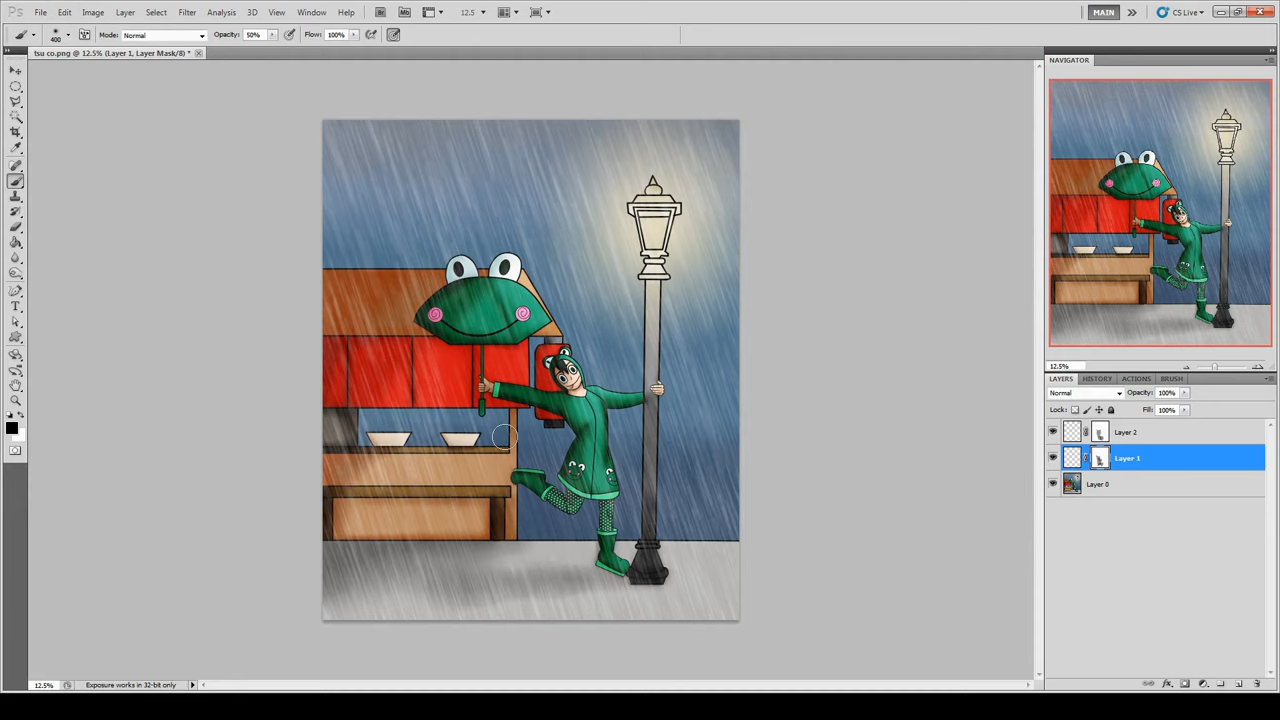 Ps File Edit Image Layer Select Filter Analysis 3D View Window Help Br Mb 12.5 MAIN CS Live
400 Mode: Normal Opacity: 50% Flow: 100%
tsu co.png @ 12.5% (Layer 1, Layer Mask/8) *
NAVIGATOR
12.5%
LAYERS HISTORY ACTIONS BRUSH
Normal Opacity: 100%
Lock: Fill: 100%
Layer 2
Layer 1
Layer 0
12.5% Exposure works in 32-bit only